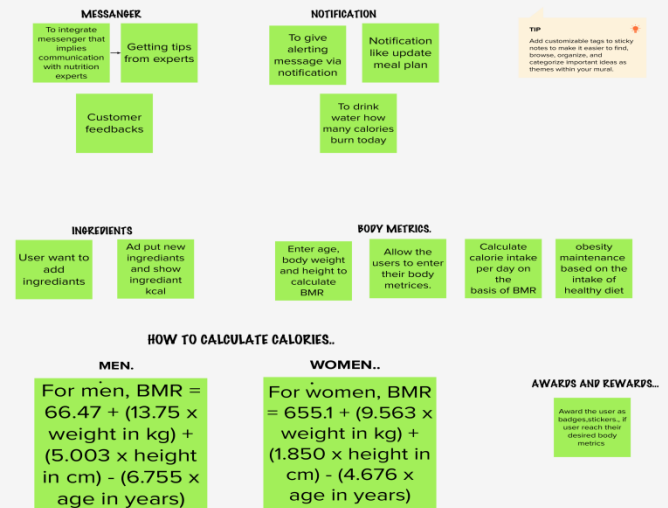 MESSANGER
To integrate
messenger that
implies
communication
with nutrition
experts
Getting tips
from experts
Customer
feedbacks
NOTIFICATION
To give
alerting
message via
notification
Notification
like update
meal plan
To drink
water how
many calories
burn today
TIP
Add customizable tags to sticky
notes to make it easier to find,
browse, organize, and
categorize important ideas as
themes within your mural.
INGREDIENTS
User want to
add
ingrediants
Ad put new
ingrediants
and show
ingrediant
kcal
BODY METRICS.
Enter age,
body weight
and height to
calculate
BMR
Allow the
users to enter
their body
metrices.
Calculate
calorie intake
per day on
the
basis of BMR
obesity
maintenance
based on the
intake of
healthy diet
HOW TO CALCULATE CALORIES..
MEN.
For men, BMR =
66.47 + (13.75 x
weight in kg) +
(5.003 x height
in cm) - (6.755 x
age in years)
WOMEN..
For women, BMR
= 655.1 + (9.563 x
weight in kg) +
(1.850 x height in
cm) - (4.676 x
age in years)
AWARDS AND REWARDS...
Award the user as
badges,stickers., if
user reach their
desired body
metrics